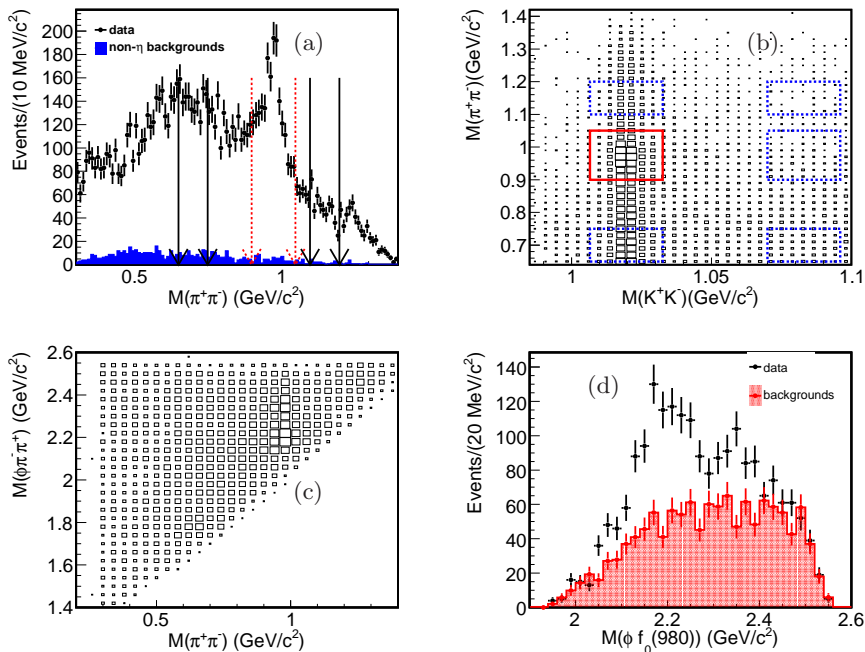 Events/(10 MeV/c²)
200
180
160
140
120
100
80
60
40
20
0
data
non-η backgrounds
(a)
0.5
1
M(π⁺π⁻) (GeV/c²)
M(π⁺π⁻)(GeV/c²)
1.4
1.3
1.2
1.1
1
0.9
0.8
0.7
(b)
1
1.05
1.1
M(K⁺K⁻)(GeV/c²)
M(φπ⁻π⁺) (GeV/c²)
2.6
2.4
2.2
2
1.8
1.6
1.4
(c)
0.5
1
M(π⁺π⁻) (GeV/c²)
Events/(20 MeV/c²)
140
120
100
80
60
40
20
0
(d)
data
backgrounds
2
2.2
2.4
2.6
M(φ f₀(980)) GeV/c²